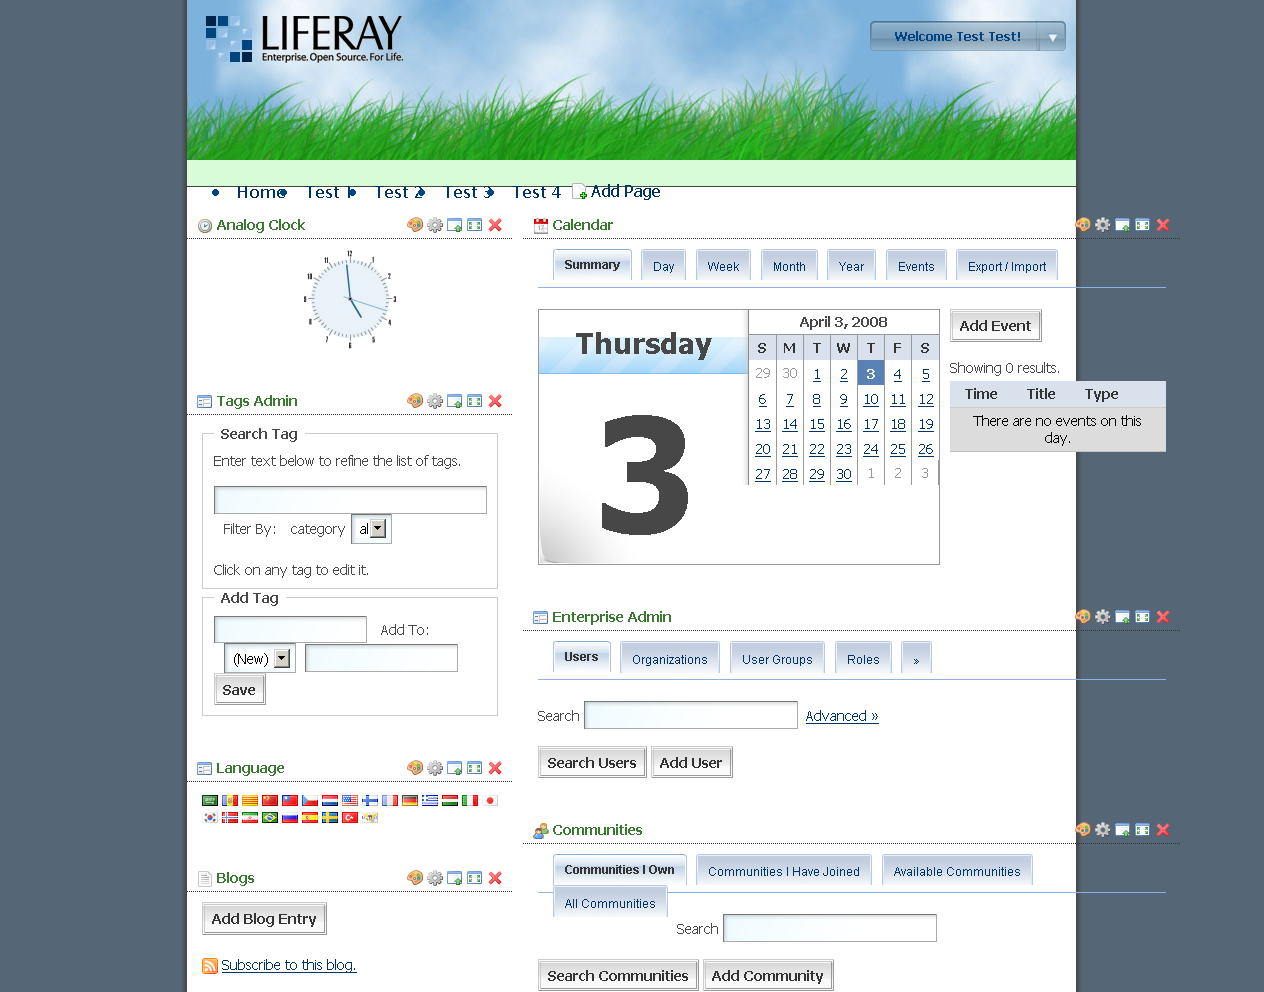 LIFERAY
Enterprise. Open Source. For Life.
Welcome Test Test!
Home Test 1 Test 2 Test 3 Test 4 Add Page
Analog Clock
12 1 2 3 4 5 6 7 8 9 10 11
Tags Admin
Search Tag
Enter text below to refine the list of tags.
Filter By: category al
Click on any tag to edit it.
Add Tag
Add To:
(New)
Save
Language
Blogs
Add Blog Entry
Subscribe to this blog.
Calendar
Summary Day Week Month Year Events Export / Import
Thursday
3
April 3, 2008
S M T W T F S
29 30 1 2 3 4 5
6 7 8 9 10 11 12
13 14 15 16 17 18 19
20 21 22 23 24 25 26
27 28 29 30 1 2 3
Add Event
Showing 0 results.
Time Title Type
There are no events on this
day.
Enterprise Admin
Users Organizations User Groups Roles »
Search Advanced »
Search Users Add User
Communities
Communities I Own Communities I Have Joined Available Communities
All Communities
Search
Search Communities Add Community